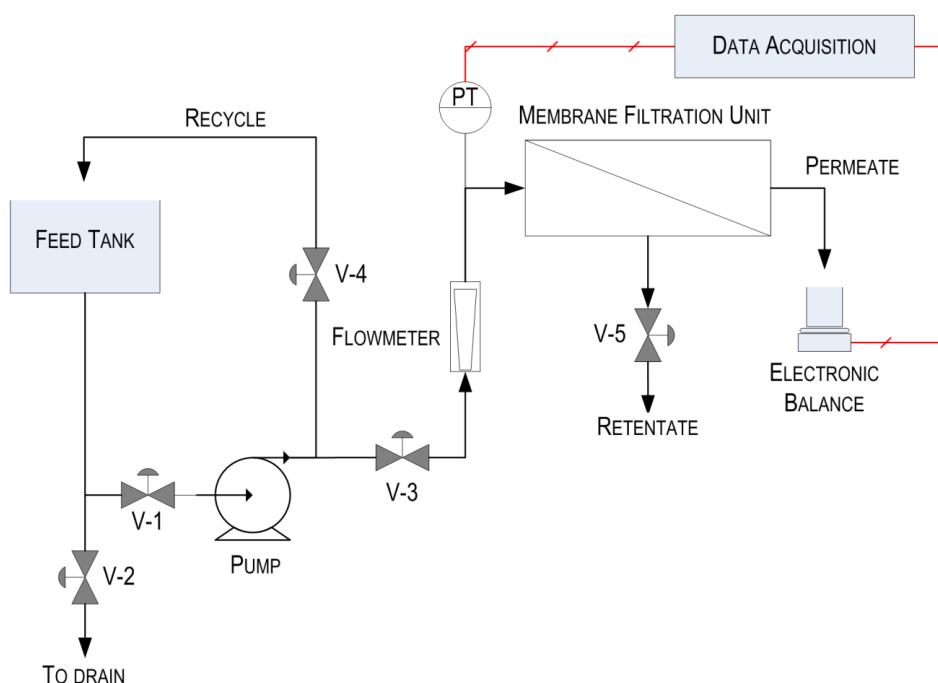 DATA ACQUISITION
PT
RECYCLE
MEMBRANE FILTRATION UNIT
PERMEATE
FEED TANK
V-4
FLOWMETER
V-5
ELECTRONIC
BALANCE
RETENTATE
V-3
V-1
PUMP
V-2
TO DRAIN